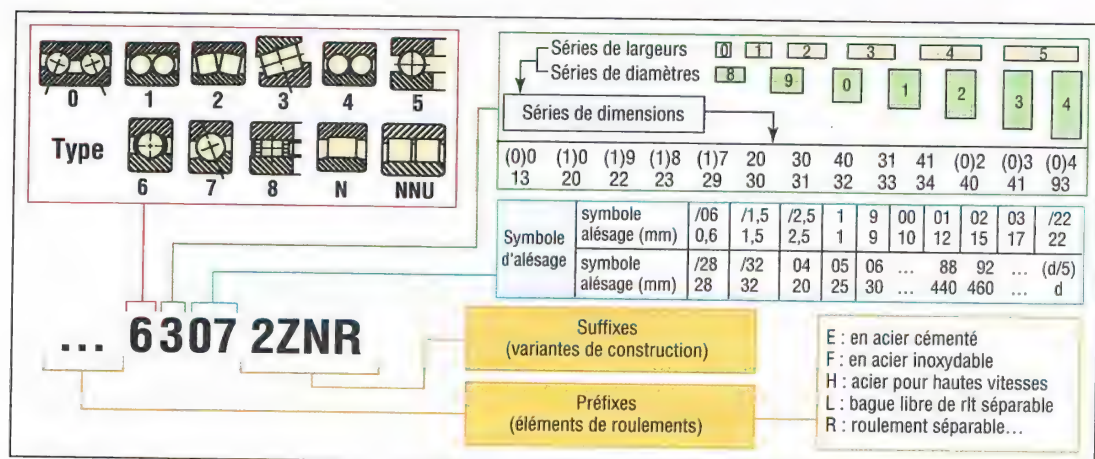 0 1 2 3 4 5
Type
6 7 8 N NNU
Séries de largeurs 0 1 2 3 4 5
Séries de diamètres 8 9 0 1 2 3 4
Séries de dimensions
(0)0 (1)0 (1)9 (1)8 (1)7 20 30 40 31 41 (0)2 (0)3 (0)4
13 20 22 23 29 30 31 32 33 34 40 41 93
Symbole d'alésage
symbole /06 /1,5 /2,5 1 9 00 01 02 03 /22
alésage (mm) 0,6 1,5 2,5 1 9 10 12 15 17 22
symbole /28 /32 04 05 06 ... 88 92 ... (d/5)
alésage (mm) 28 32 20 25 30 ... 440 460 ... d
... 6307 2ZNR
Suffixes
(variantes de construction)
Préfixes
(éléments de roulements)
E : en acier cémenté
F : en acier inoxydable
H : acier pour hautes vitesses
L : bague libre de rlt séparable
R : roulement séparable...